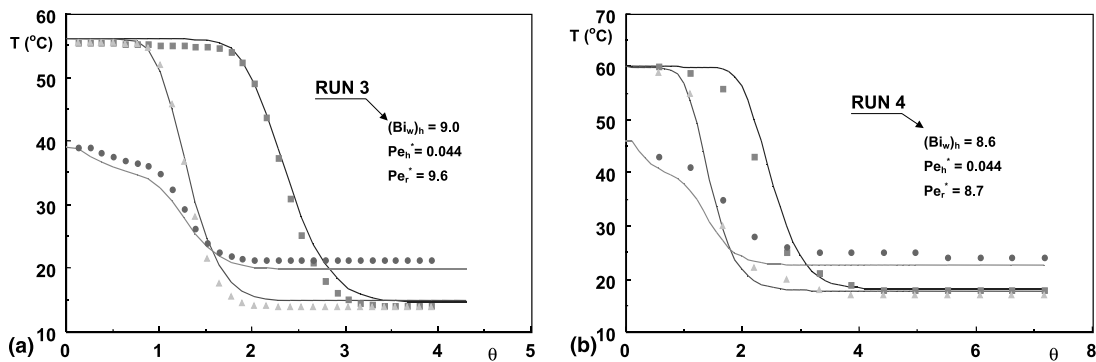 60
T (°C)
50
40
30
20
10
0
1
2
3
4
5
θ
RUN 3
(Bi_w)_h = 9.0
Pe_h* = 0.044
Pe_r* = 9.6
(a)
70
T (°C)
60
50
40
30
20
10
0
2
4
6
8
θ
RUN 4
(Bi_w)_h = 8.6
Pe_h* = 0.044
Pe_r* = 8.7
(b)